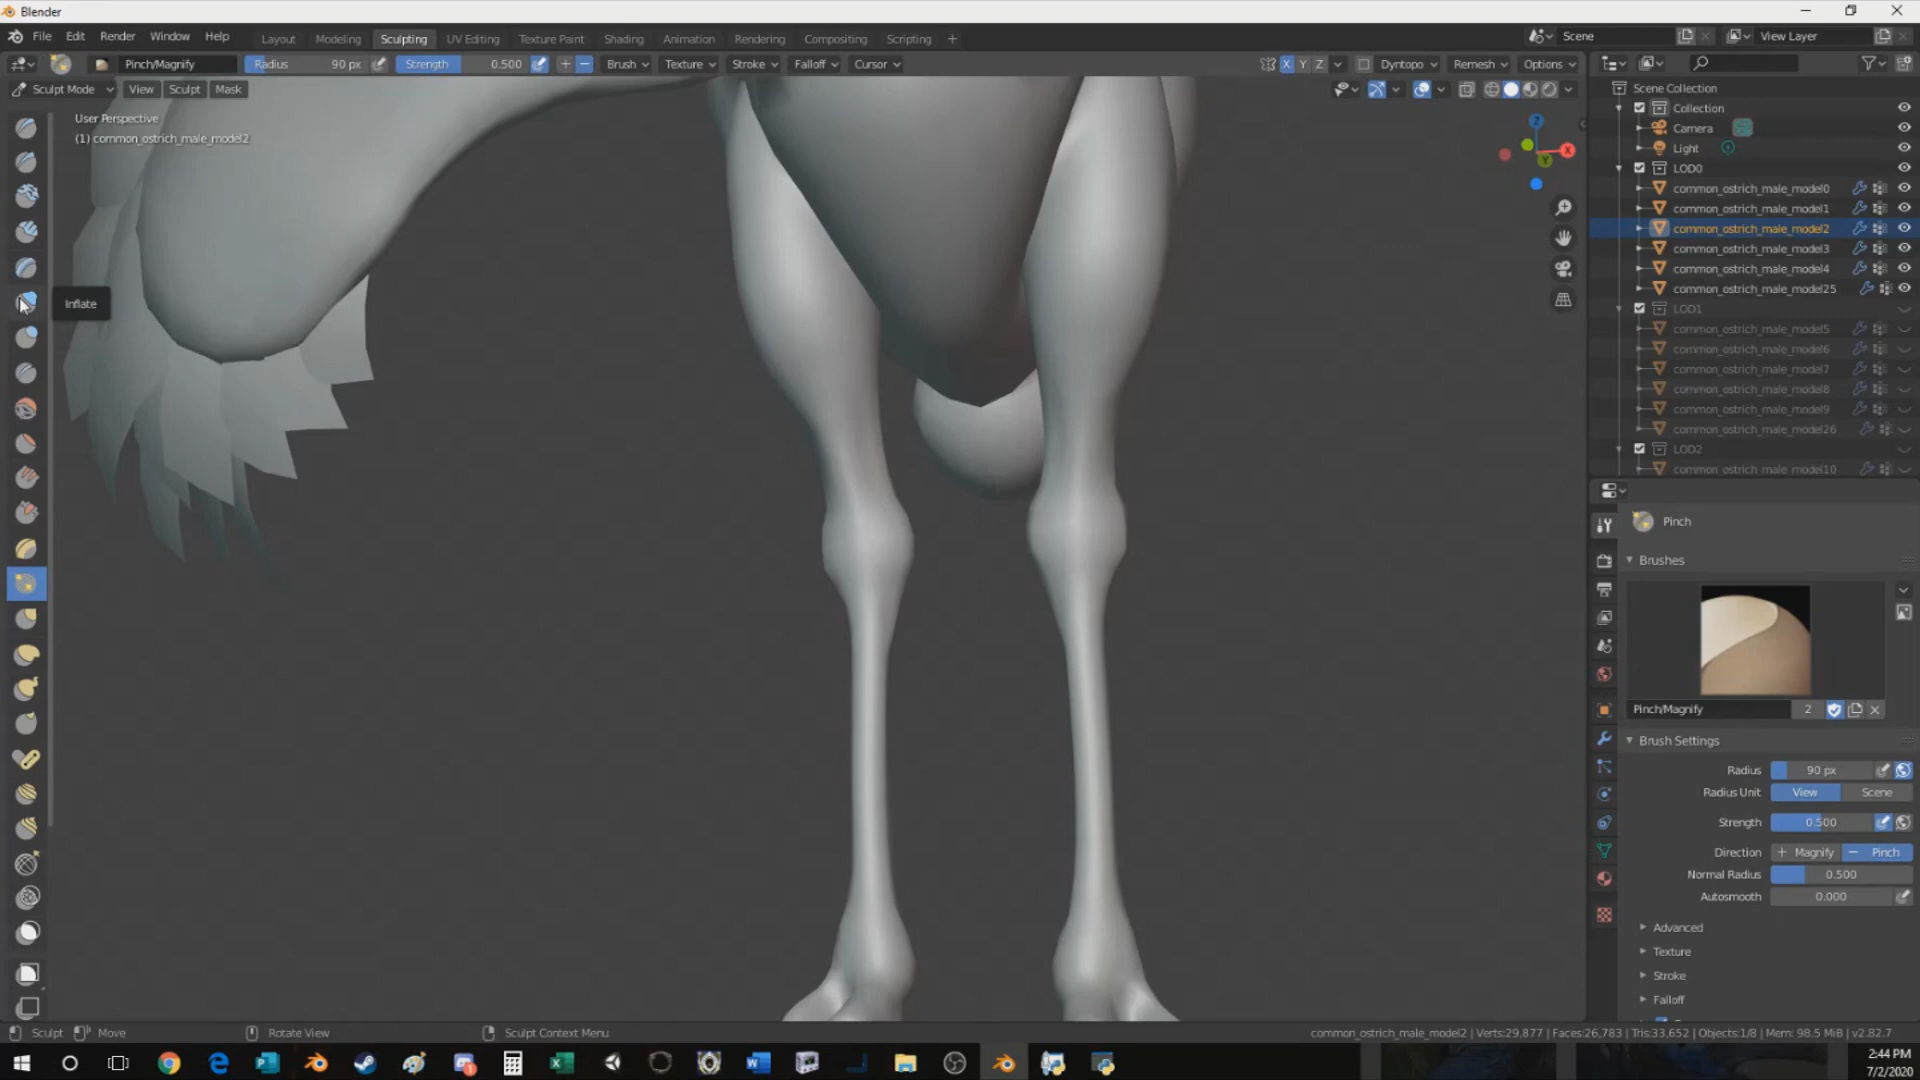 Blender
File Edit Render Window Help Layout Modeling Sculpting UV Editing Texture Paint Shading Animation Rendering Compositing Scripting + Scene View Layer
Pinch/Magnify Radius 90 px Strength 0.500 + − Brush Texture Stroke Falloff Cursor X Y Z Dyntopo Remesh Options
Sculpt Mode View Sculpt Mask
User Perspective
(1) common_ostrich_male_model2
Inflate
Z
X
Y
Scene Collection
Collection
Camera
Light
LOD0
common_ostrich_male_model0
common_ostrich_male_model1
common_ostrich_male_model2
common_ostrich_male_model3
common_ostrich_male_model4
common_ostrich_male_model25
LOD1
common_ostrich_male_model5
common_ostrich_male_model6
common_ostrich_male_model7
common_ostrich_male_model8
common_ostrich_male_model9
common_ostrich_male_model26
LOD2
common_ostrich_male_model10
Pinch
Brushes
Pinch/Magnify 2
Brush Settings
Radius 90 px
Radius Unit View Scene
Strength 0.500
Direction + Magnify − Pinch
Normal Radius 0.500
Autosmooth 0.000
Advanced
Texture
Stroke
Falloff
Sculpt Move Rotate View Sculpt Context Menu common_ostrich_male_model2 | Verts:29,877 | Faces:26,783 | Tris:33,652 | Objects:1/8 | Mem: 98.5 MiB | v2.82.7
2:44 PM
7/2/2020